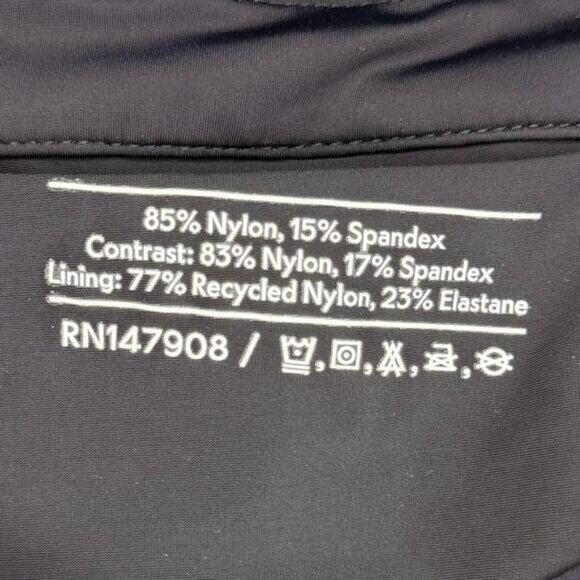 85% Nylon, 15% Spandex
Contrast: 83% Nylon, 17% Spandex
Lining: 77% Recycled Nylon, 23% Elastane
RN147908 /